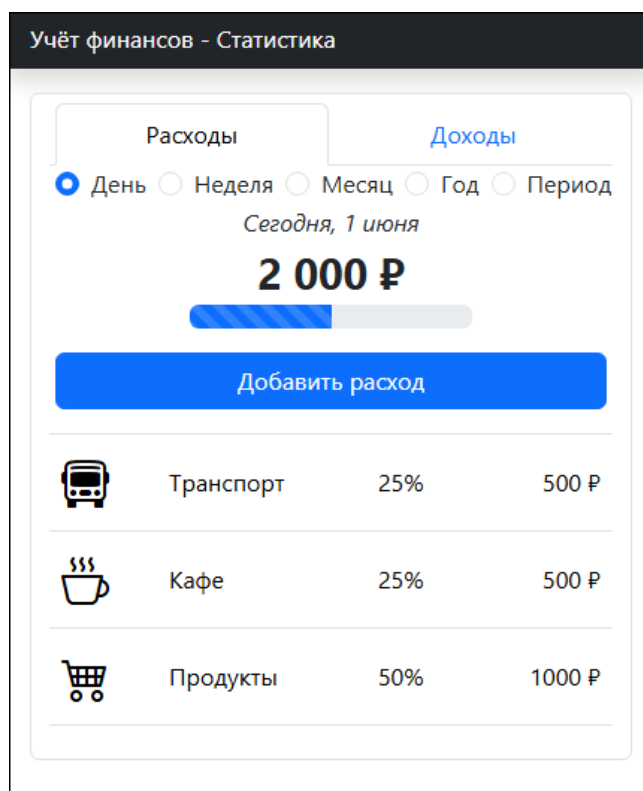 Учёт финансов - Статистика
Расходы Доходы
День Неделя Месяц Год Период
Сегодня, 1 июня
2 000 ₽
Добавить расход
Транспорт 25% 500 ₽
Кафе 25% 500 ₽
Продукты 50% 1000 ₽